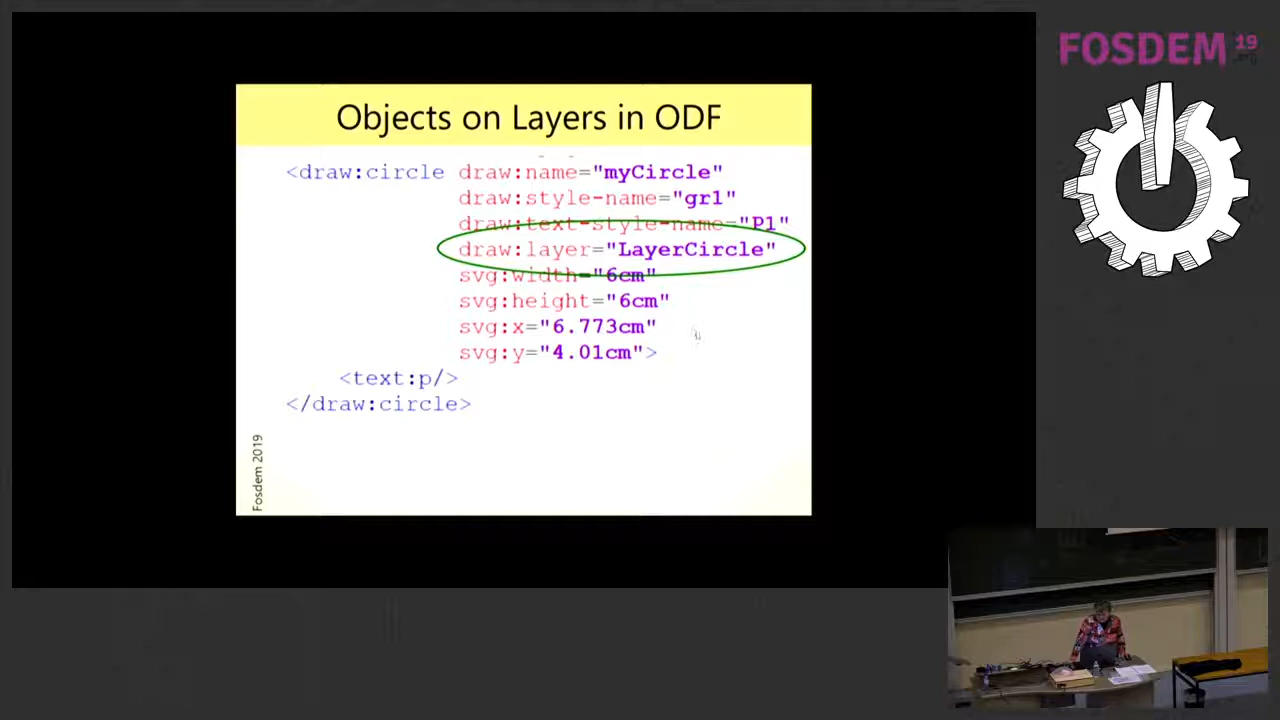 FOSDEM 19
.org
Objects on Layers in ODF
<draw:circle draw:name="myCircle"
draw:style-name="gr1"
draw:text-style-name="P1"
draw:layer="LayerCircle"
svg:width="6cm"
svg:height="6cm"
svg:x="6.773cm"
svg:y="4.01cm">
<text:p/>
</draw:circle>
Fosdem 2019